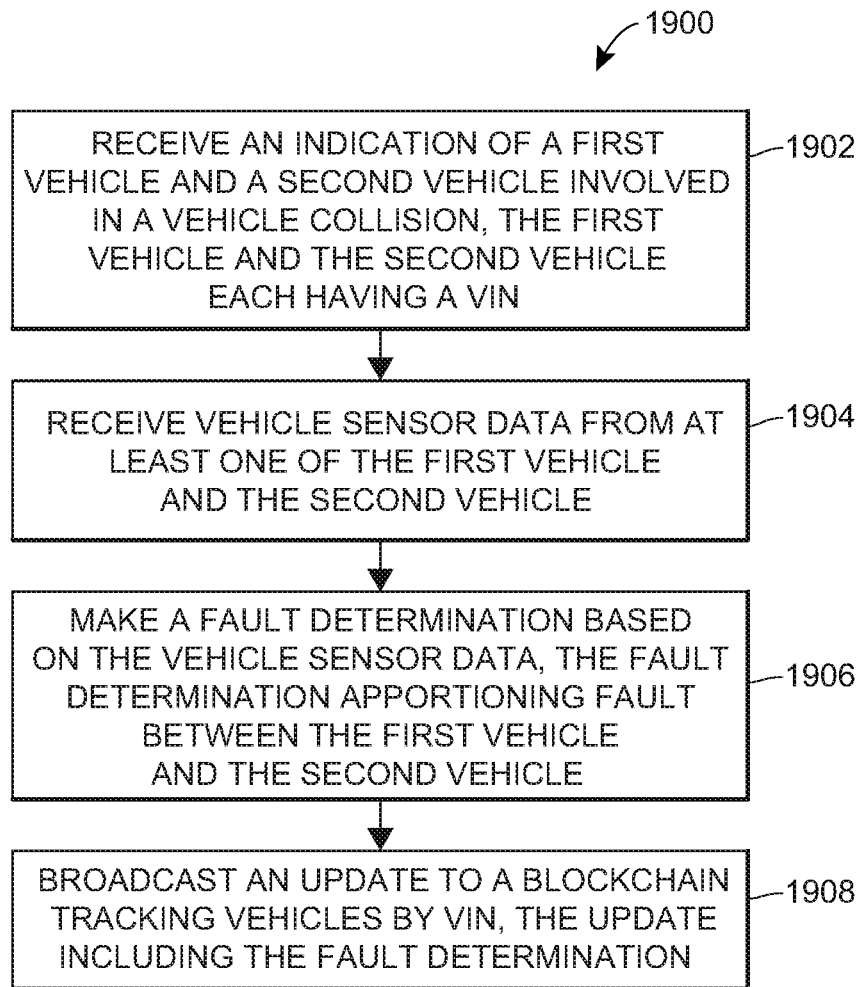 1900
RECEIVE AN INDICATION OF A FIRST
VEHICLE AND A SECOND VEHICLE INVOLVED
IN A VEHICLE COLLISION, THE FIRST
VEHICLE AND THE SECOND VEHICLE
EACH HAVING A VIN
1902
RECEIVE VEHICLE SENSOR DATA FROM AT
LEAST ONE OF THE FIRST VEHICLE
AND THE SECOND VEHICLE
1904
MAKE A FAULT DETERMINATION BASED
ON THE VEHICLE SENSOR DATA, THE FAULT
DETERMINATION APPORTIONING FAULT
BETWEEN THE FIRST VEHICLE
AND THE SECOND VEHICLE
1906
BROADCAST AN UPDATE TO A BLOCKCHAIN
TRACKING VEHICLES BY VIN, THE UPDATE
INCLUDING THE FAULT DETERMINATION
1908